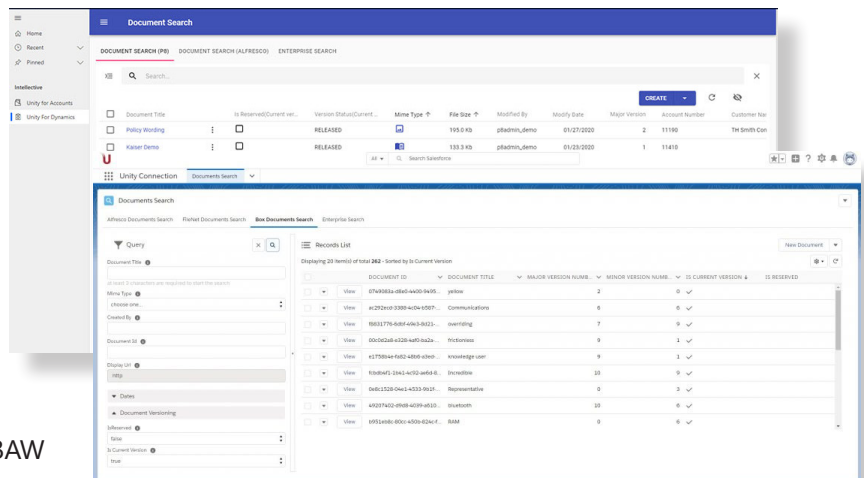 Document Search
Home
Recent
Pinned
Intellective
Unity for Accounts
Unity For Dynamics
DOCUMENT SEARCH (P8) DOCUMENT SEARCH (ALFRESCO) ENTERPRISE SEARCH
Search...
CREATE
Document Title Is Reserved(Current ver... Version Status(Current... Mime Type ↑ File Size ↑ Modified By Modify Date Major Version Account Number Customer Nar
Policy Wording RELEASED 195.0 Kb p8admin_demo 01/27/2020 2 11190 TH Smith Con
Kaiser Demo RELEASED 133.3 Kb p8admin_demo 01/23/2020 1 11410
All Search Salesforce
Unity Connection Documents Search
Documents Search
Alfresco Documents Search FileNet Documents Search Box Documents Search Enterprise Search
Query
Document Title
At least 3 characters are required to start the search
Mime Type
choose one...
Created By
Document Id
Display Url
http
Dates
Document Versioning
IsReserved
false
Is Current Version
true
Records List
New Document
Displaying 20 item(s) of total 262 - Sorted by Is Current Version
DOCUMENT ID DOCUMENT TITLE MAJOR VERSION NUMB... MINOR VERSION NUMB... IS CURRENT VERSION ↓ IS RESERVED
View yellow 2 0
View Communications 6 6
View overriding 7 9
View frictionless 9 1
View knowledge user 9 1
View Incredible 10 9
View Representative 0 3
View bluetooth 10 6
View RAM 0 6
BAW